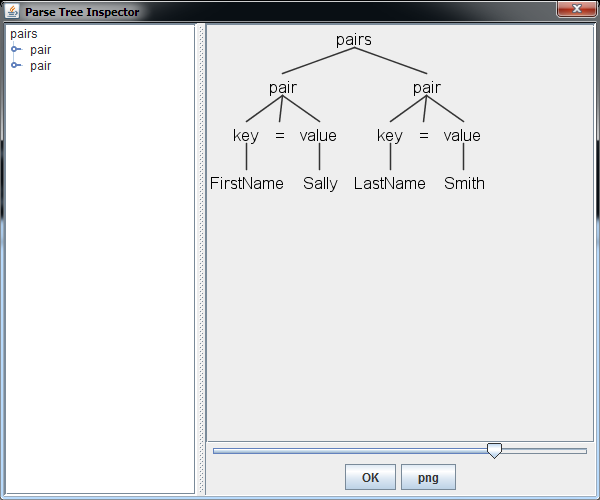 Parse Tree Inspector
pairs
pair
pair
pairs
pair pair
key = value key = value
FirstName Sally LastName Smith
OK png